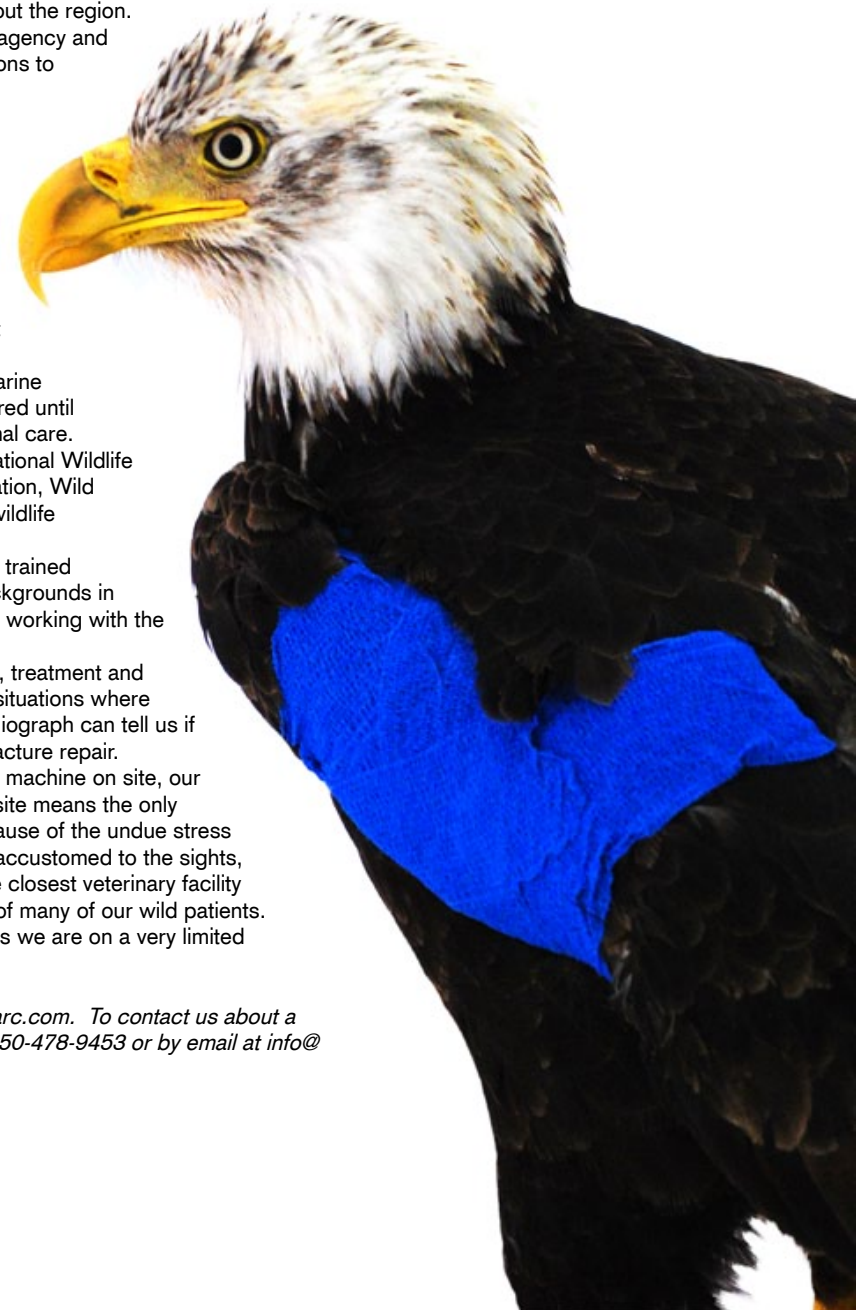 out the region.
agency and
ons to
arine
red until
nal care.
ational Wildlife
ation, Wild
wildlife
trained
kgrounds in
working with the
, treatment and
situations where
iograph can tell us if
acture repair.
machine on site, our
site means the only
ause of the undue stress
accustomed to the sights,
closest veterinary facility
of many of our wild patients.
s we are on a very limited
arc.com. To contact us about a
50-478-9453 or by email at info@